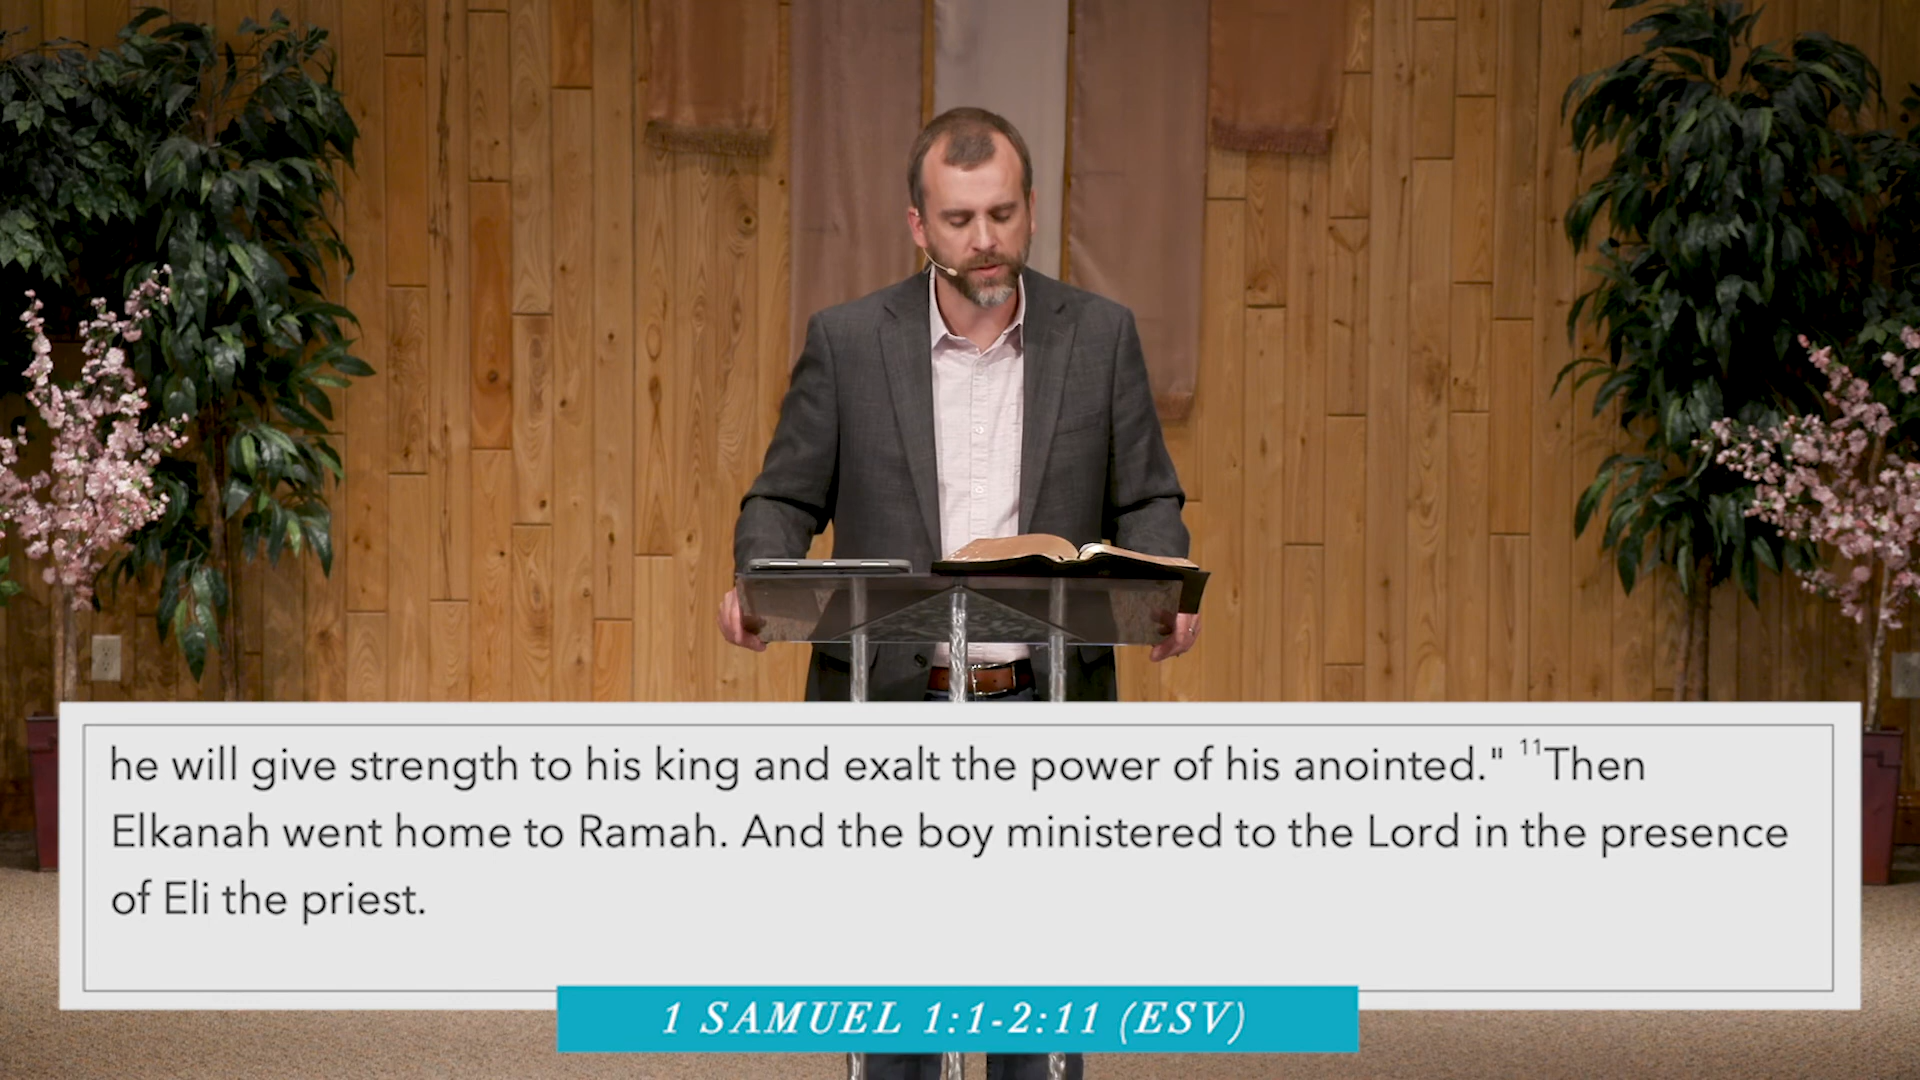 he will give strength to his king and exalt the power of his anointed." ¹¹Then
Elkanah went home to Ramah. And the boy ministered to the Lord in the presence
of Eli the priest.
1 SAMUEL 1:1-2:11 (ESV)